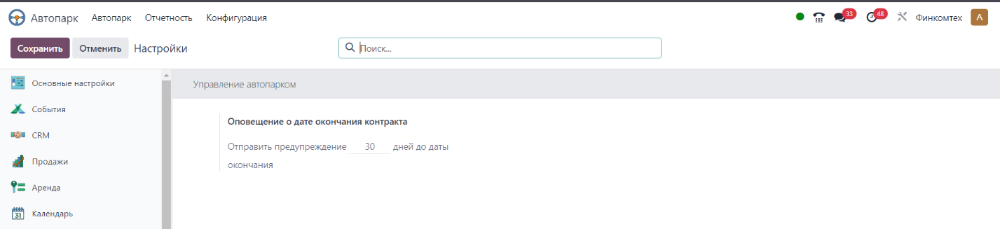 Автопарк Автопарк Отчетность Конфигурация 33 48 Финкомтех A
Сохранить Отменить Настройки Поиск...
Основные настройки
События
CRM
Продажи
Аренда
31 Календарь
Управление автопарком
Оповещение о дате окончания контракта
Отправить предупреждение 30 дней до даты
окончания